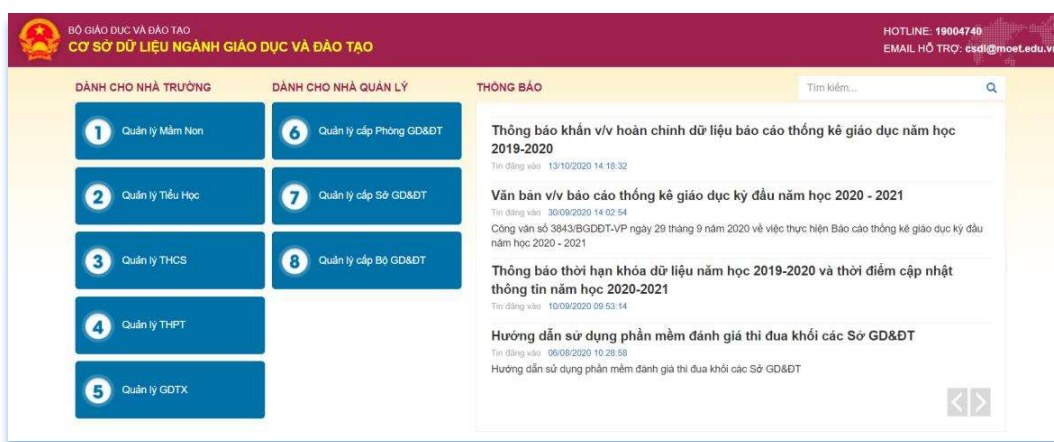 BỘ GIÁO DỤC VÀ ĐÀO TẠO
CƠ SỞ DỮ LIỆU NGÀNH GIÁO DỤC VÀ ĐÀO TẠO
HOTLINE: 19004740
EMAIL HỖ TRỢ: csdl@moet.edu.vn
DÀNH CHO NHÀ TRƯỜNG
1 Quản lý Mầm Non
2 Quản lý Tiểu Học
3 Quản lý THCS
4 Quản lý THPT
5 Quản lý GDTX
DÀNH CHO NHÀ QUẢN LÝ
6 Quản lý cấp Phòng GD&ĐT
7 Quản lý cấp Sở GD&ĐT
8 Quản lý cấp Bộ GD&ĐT
THÔNG BÁO
Tìm kiếm...
Thông báo khẩn v/v hoàn chỉnh dữ liệu báo cáo thống kê giáo dục năm học
2019-2020
Tin đăng vào 13/10/2020 14:18:32
Văn bản v/v báo cáo thống kê giáo dục kỳ đầu năm học 2020 - 2021
Tin đăng vào 30/09/2020 14:02:54
Công văn số 3843/BGDĐT-VP ngày 29 tháng 9 năm 2020 về việc thực hiện Báo cáo thống kê giáo dục kỳ đầu
năm học 2020 - 2021
Thông báo thời hạn khóa dữ liệu năm học 2019-2020 và thời điểm cập nhật
thông tin năm học 2020-2021
Tin đăng vào 10/09/2020 09:53:14
Hướng dẫn sử dụng phần mềm đánh giá thi đua khối các Sở GD&ĐT
Tin đăng vào 06/08/2020 10:28:58
Hướng dẫn sử dụng phần mềm đánh giá thi đua khối các Sở GD&ĐT